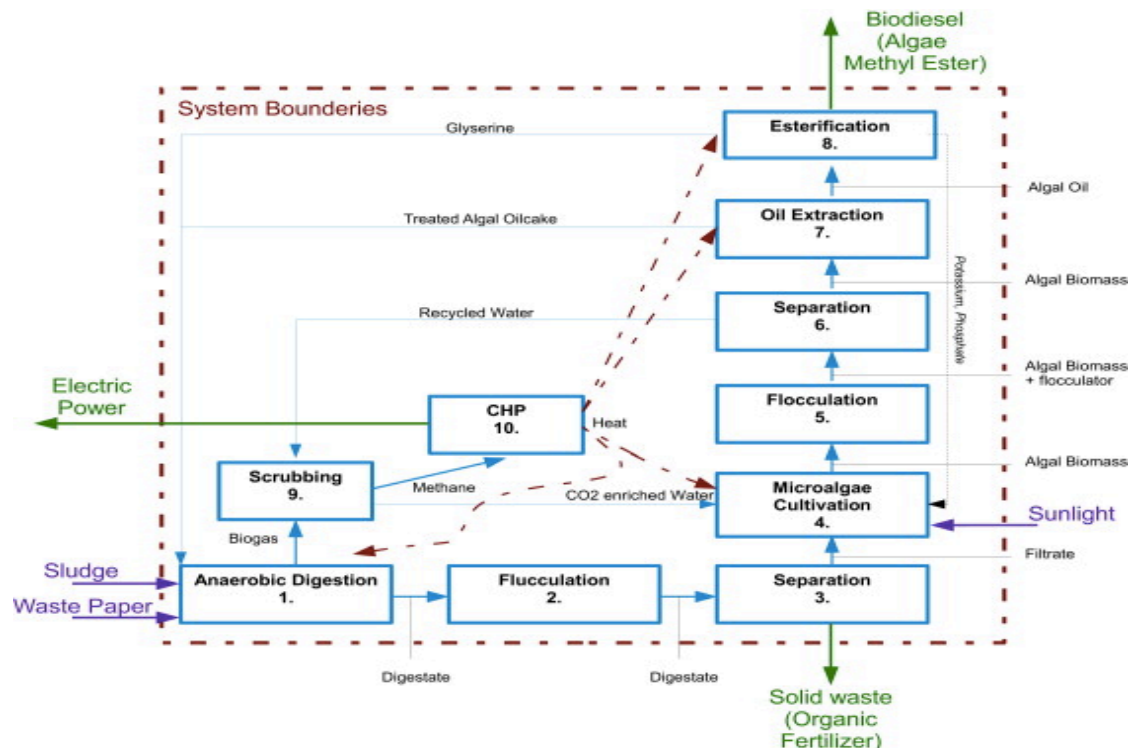 Biodiesel
(Algae
Methyl Ester)
System Bounderies
Glyserine
Esterification
8.
Algal Oil
Treated Algal Oilcake
Oil Extraction
7.
Potassium, Phosphate
Algal Biomass
Recycled Water
Separation
6.
Algal Biomass
+ flocculator
Electric
Power
CHP
10.
Heat
Flocculation
5.
Algal Biomass
Scrubbing
9.
Methane
CO2 enriched Water
Microalgae
Cultivation
4.
Sunlight
Biogas
Filtrate
Sludge
Waste Paper
Anaerobic Digestion
1.
Flucculation
2.
Separation
3.
Digestate
Digestate
Solid waste
(Organic
Fertilizer)